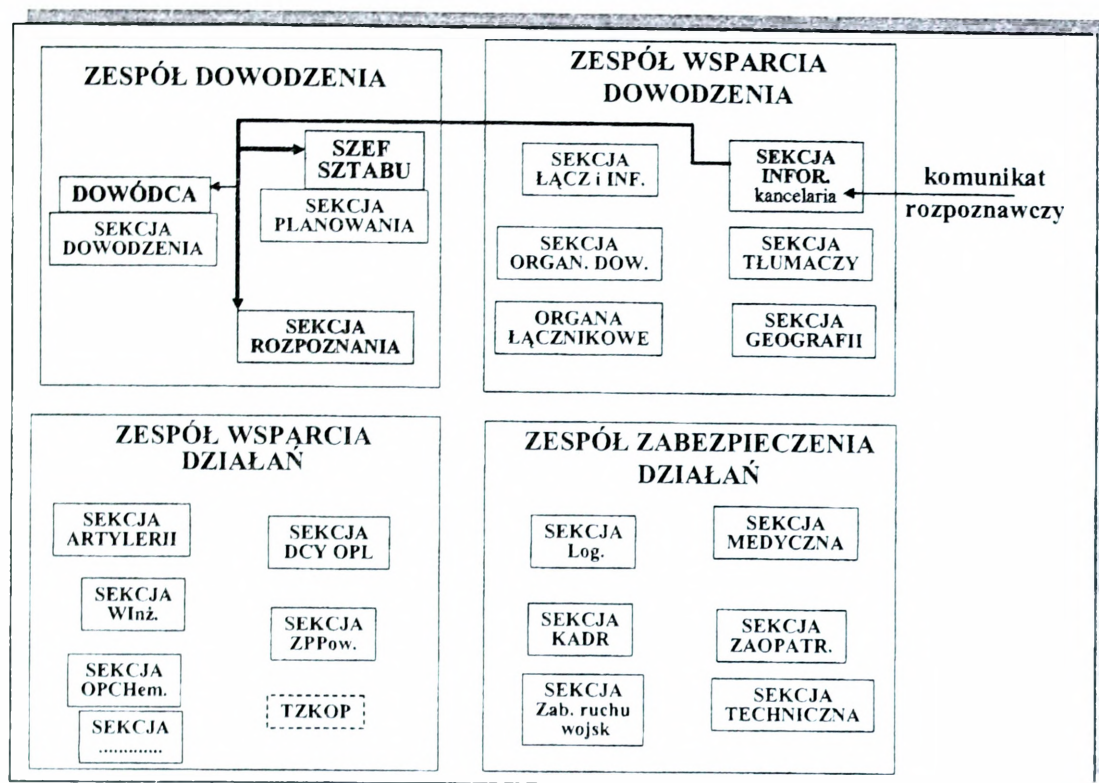 ZESPÓŁ DOWODZENIA
SZEF
SZTABU
DOWÓDCA
SEKCJA
DOWODZENIA
SEKCJA
PLANOWANIA
SEKCJA
ROZPOZNANIA
ZESPÓŁ WSPARCIA
DOWODZENIA
SEKCJA
ŁĄCZ i INF.
SEKCJA
INFOR.
kancelaria
komunikat
rozpoznawczy
SEKCJA
ORGAN. DOW.
SEKCJA
TŁUMACZY
ORGANA
ŁĄCZNIKOWE
SEKCJA
GEOGRAFII
ZESPÓŁ WSPARCIA
DZIAŁAŃ
SEKCJA
ARTYLERII
SEKCJA
DCY OPL
SEKCJA
WInż.
SEKCJA
ZPPow.
SEKCJA
OPCHem.
TZKOP
SEKCJA
.............
ZESPÓŁ ZABEZPIECZENIA
DZIAŁAŃ
SEKCJA
Log.
SEKCJA
MEDYCZNA
SEKCJA
KADR
SEKCJA
ZAOPATR.
SEKCJA
Zab. ruchu
wojsk
SEKCJA
TECHNICZNA